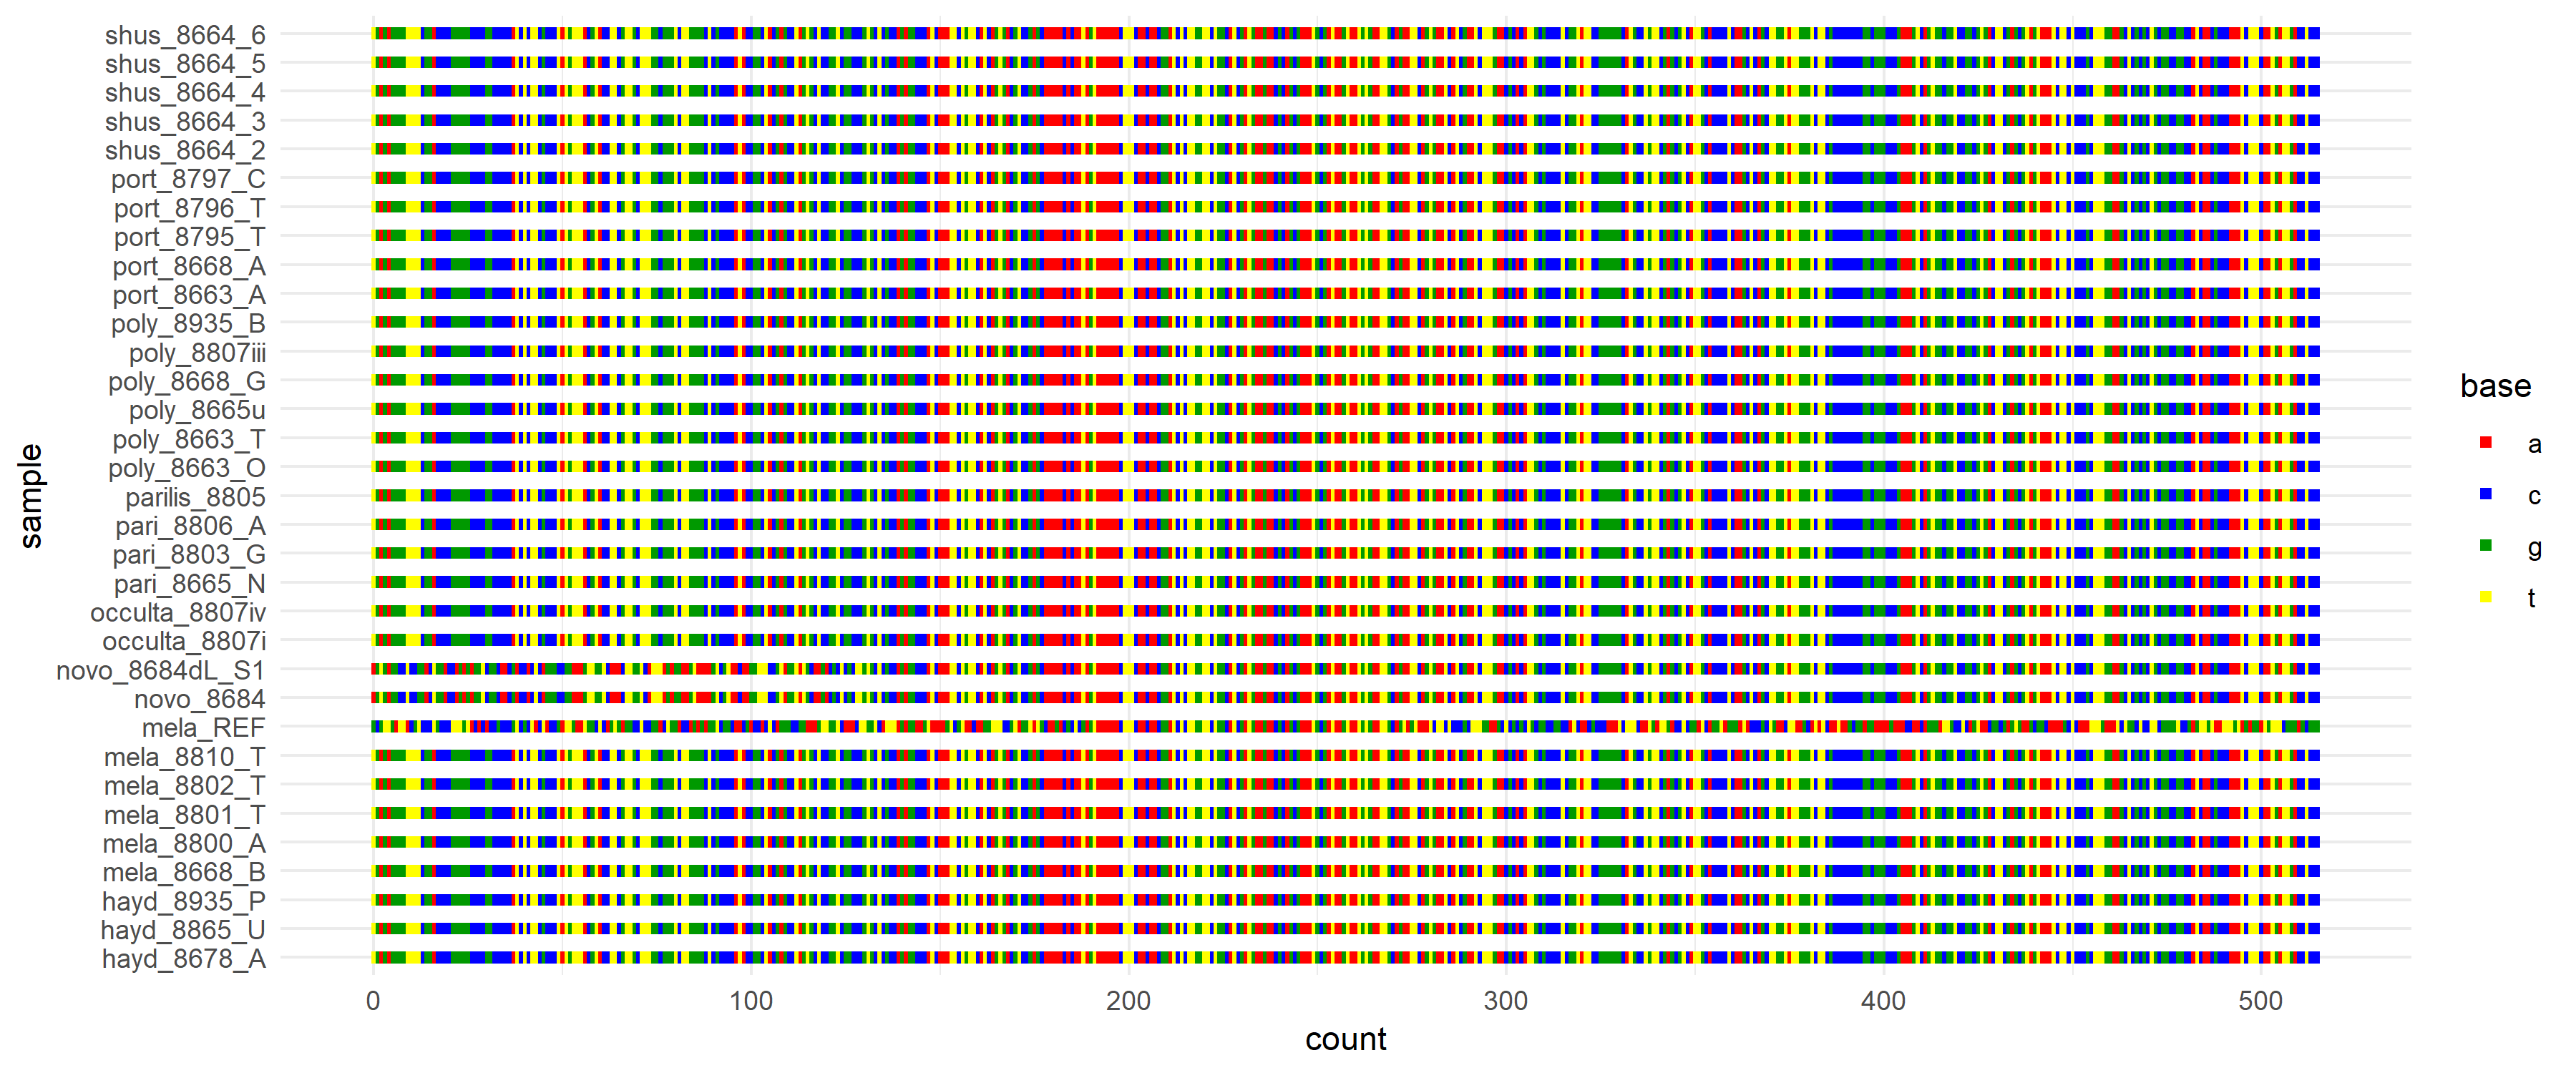 sample
shus_8664_6
shus_8664_5
shus_8664_4
shus_8664_3
shus_8664_2
port_8797_C
port_8796_T
port_8795_T
port_8668_A
port_8663_A
poly_8935_B
poly_8807iii
poly_8668_G
poly_8665u
poly_8663_T
poly_8663_O
parilis_8805
pari_8806_A
pari_8803_G
pari_8665_N
occulta_8807iv
occulta_8807i
novo_8684dL_S1
novo_8684
mela_REF
mela_8810_T
mela_8802_T
mela_8801_T
mela_8800_A
mela_8668_B
hayd_8935_P
hayd_8865_U
hayd_8678_A
0 100 200 300 400 500
count
base
a
c
g
t